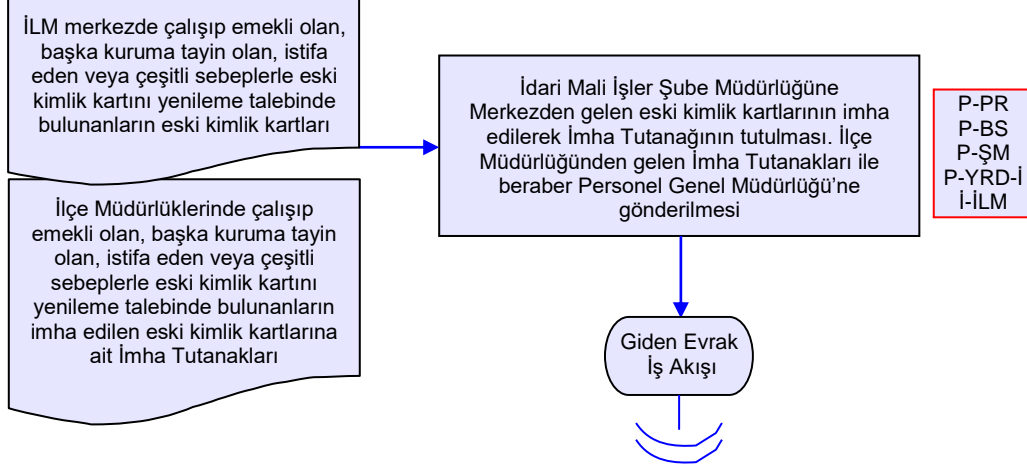 İLM merkezde çalışıp emekli olan,
başka kuruma tayin olan, istifa
eden veya çeşitli sebeplerle eski
kimlik kartını yenileme talebinde
bulunanların eski kimlik kartları
İlçe Müdürlüklerinde çalışıp
emekli olan, başka kuruma tayin
olan, istifa eden veya çeşitli
sebeplerle eski kimlik kartını
yenileme talebinde bulunanların
imha edilen eski kimlik kartlarına
ait İmha Tutanakları
İdari Mali İşler Şube Müdürlüğüne
Merkezden gelen eski kimlik kartlarının imha
edilerek İmha Tutanağının tutulması. İlçe
Müdürlüğünden gelen İmha Tutanakları ile
beraber Personel Genel Müdürlüğü'ne
gönderilmesi
P-PR
P-BS
P-ŞM
P-YRD-İ
İ-İLM
Giden Evrak
İş Akışı